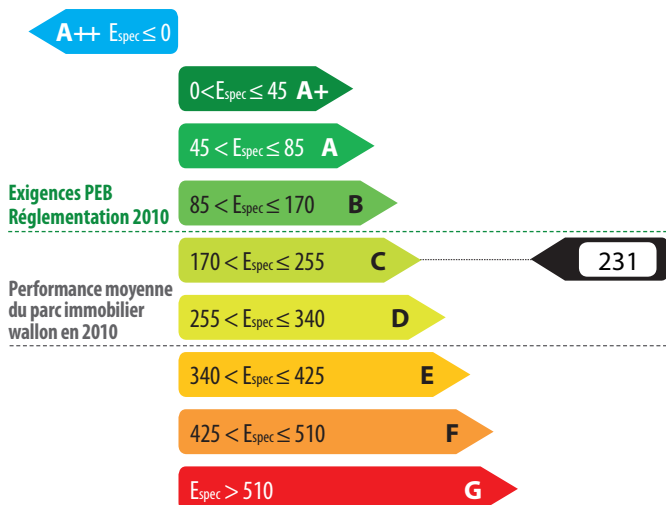 A++ Espec ≤ 0
0<Espec ≤ 45 A+
45 < Espec ≤ 85 A
Exigences PEB
Réglementation 2010
85 < Espec ≤ 170 B
170 < Espec ≤ 255 C
231
Performance moyenne
du parc immobilier
wallon en 2010
255 < Espec ≤ 340 D
340 < Espec ≤ 425 E
425 < Espec ≤ 510 F
Espec > 510 G